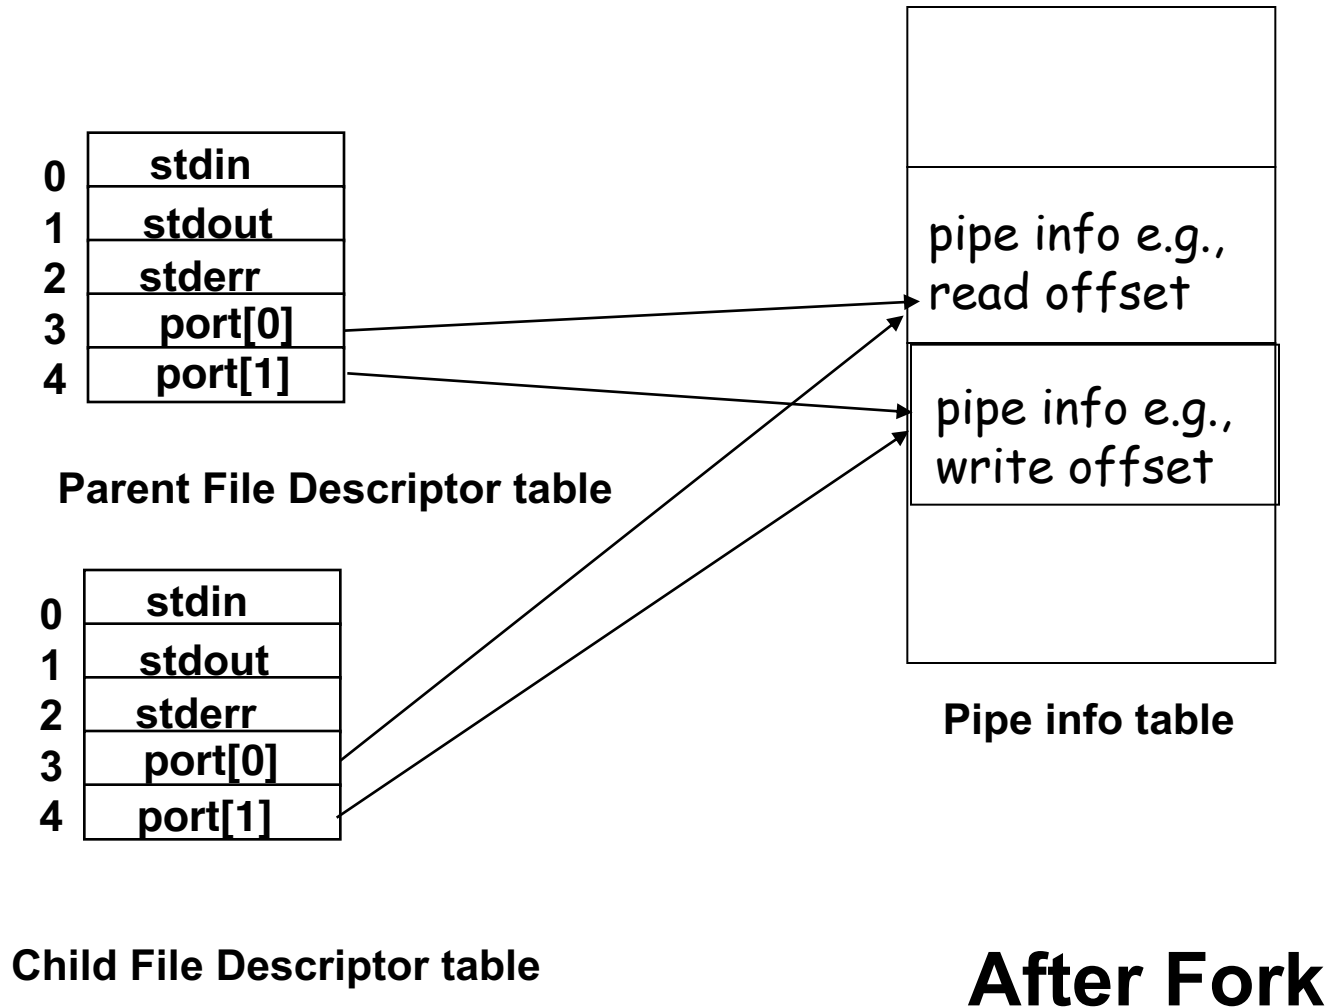 0 stdin
1 stdout
2 stderr
3 port[0]
4 port[1]
Parent File Descriptor table
0 stdin
1 stdout
2 stderr
3 port[0]
4 port[1]
Child File Descriptor table
pipe info e.g.,
read offset
pipe info e.g.,
write offset
Pipe info table
After Fork